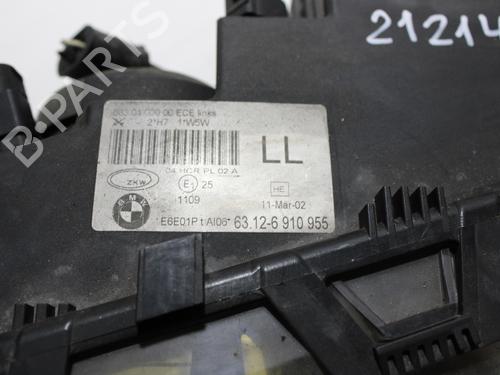 21214
ECE links
2*H7 1*W5W
LL
04 HCR PL 02 A
ZKW E1 25 HE
BMW 1109 11-Mar-02
63.12-6 910 955
B-PARTS